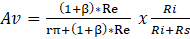 Av = (1+β)*Re / rπ+(1+β)*Re x Ri / Ri+Rs